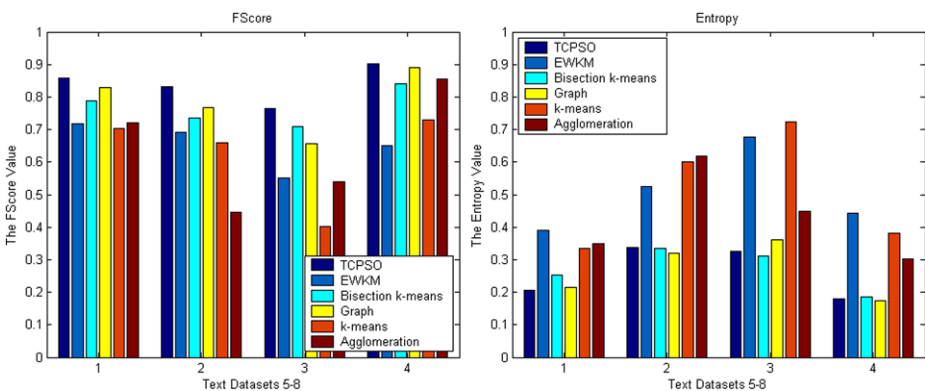 FScore
1
0.9
0.8
0.7
0.6
0.5
0.4
0.3
0.2
0.1
0
The FScore Value
TCPSO
EWKM
Bisection k-means
Graph
k-means
Agglomeration
1 2 3 4
Text Datasets 5-8
Entropy
1
0.9
0.8
0.7
0.6
0.5
0.4
0.3
0.2
0.1
0
The Entropy Value
TCPSO
EWKM
Bisection k-means
Graph
k-means
Agglomeration
1 2 3 4
Text Datasets 5-8